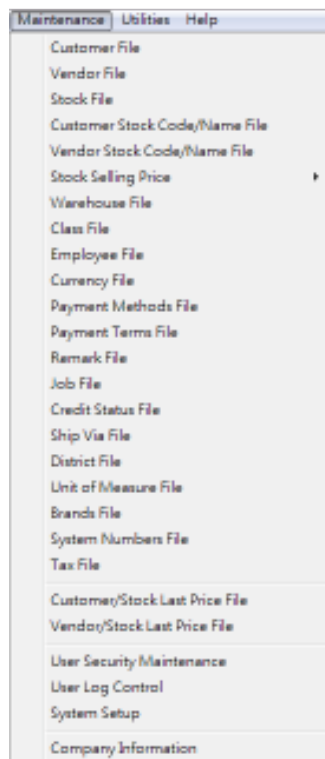 Maintenance Utilities Help
Customer File
Vendor File
Stock File
Customer Stock Code/Name File
Vendor Stock Code/Name File
Stock Selling Price
Warehouse File
Class File
Employee File
Currency File
Payment Methods File
Payment Terms File
Remark File
Job File
Credit Status File
Ship Via File
District File
Unit of Measure File
Brands File
System Numbers File
Tax File
Customer/Stock Last Price File
Vendor/Stock Last Price File
User Security Maintenance
User Log Control
System Setup
Company Information